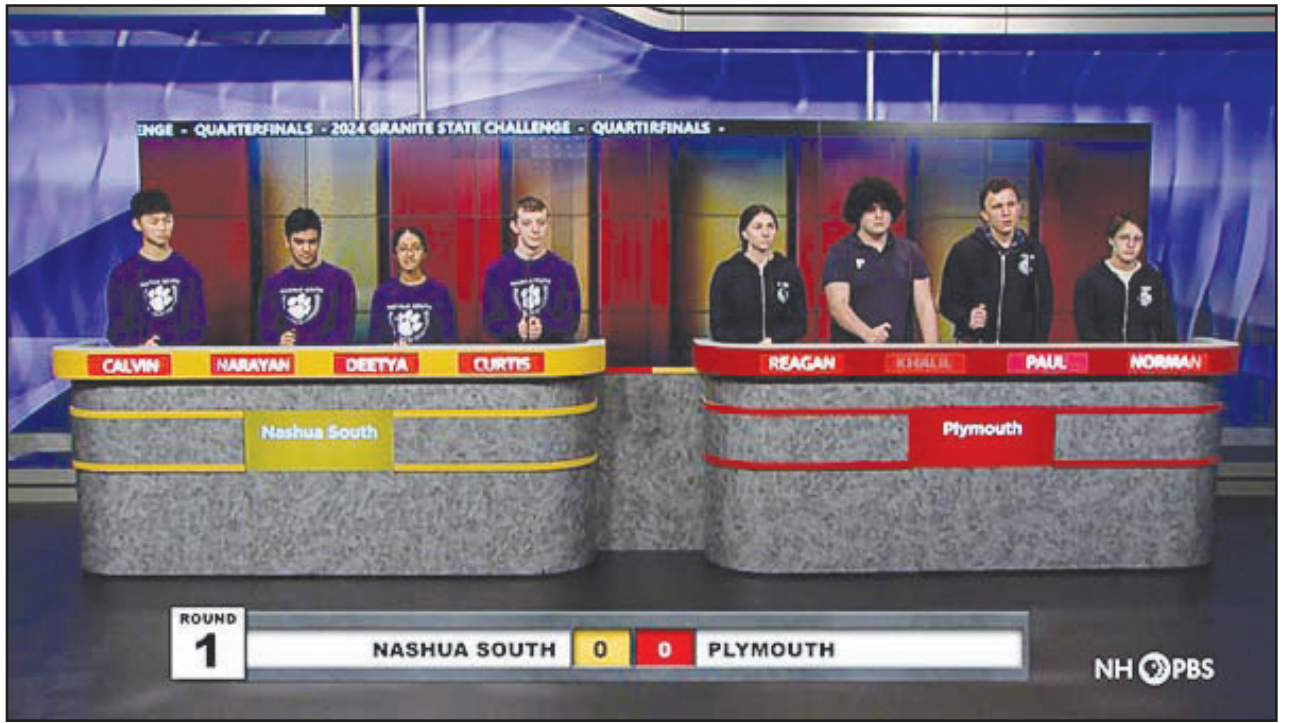 ENGE - QUARTERFINALS - 2024 GRANITE STATE CHALLENGE - QUARTIRFINALS -
CALVIN NARAYAN DEETYA CURTIS REAGAN KHALIL PAUL NORMAN
Nashua South Plymouth
ROUND
1
NASHUA SOUTH 0 0 PLYMOUTH
NH PBS